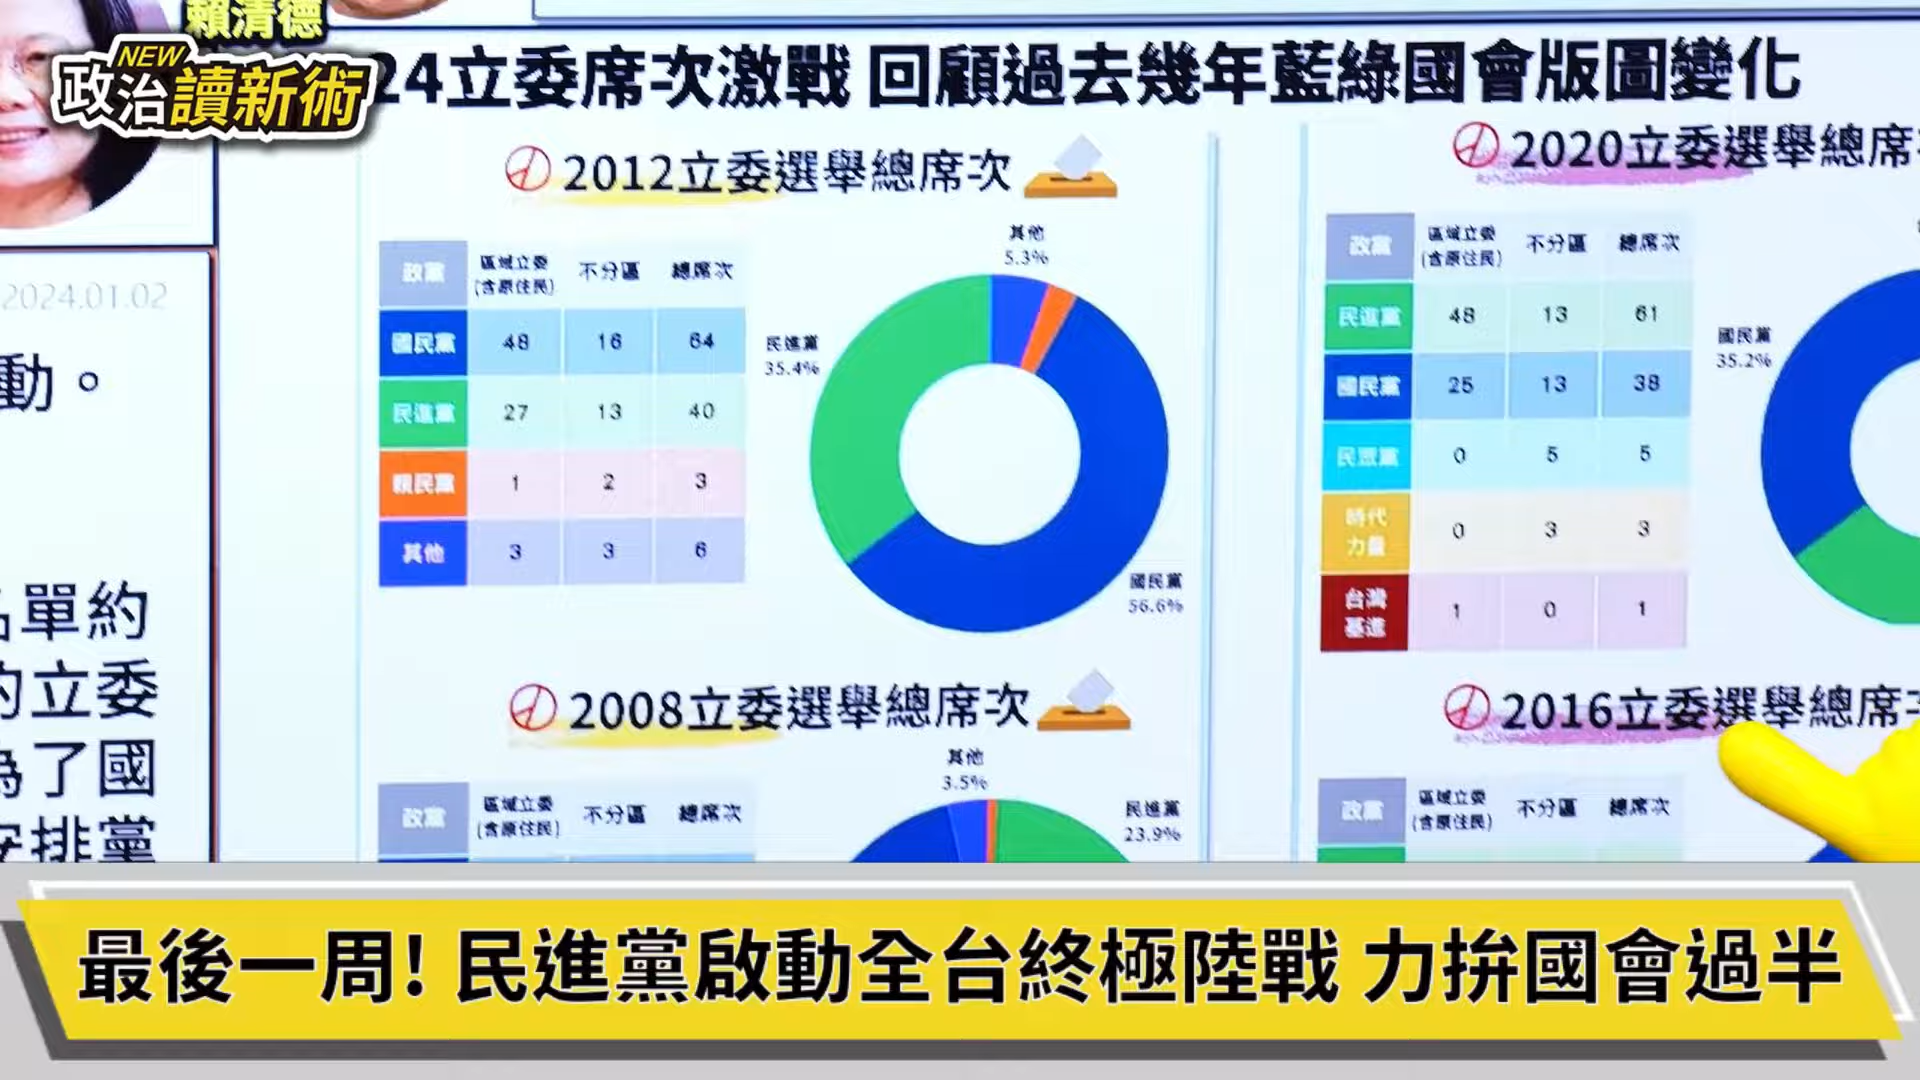 賴清德
NEW
政治讀新術
24立委席次激戰 回顧過去幾年藍綠國會版圖變化
2024.01.02
動。
單約
的立委
為了國
安排黨
2012立委選舉總席次
政黨 區域立委 (含原住民) 不分區 總席次
國民黨 48 16 64
民進黨 27 13 40
親民黨 1 2 3
其他 3 3 6
其他
5.3%
民進黨
35.4%
國民黨
56.6%
2008立委選舉總席次
政黨 區域立委 (含原住民) 不分區 總席次
其他
3.5%
民進黨
23.9%
2020立委選舉總席
政黨 區域立委 (含原住民) 不分區 總席次
民進黨 48 13 61
國民黨 25 13 38
民眾黨 0 5 5
時代力量 0 3 3
台灣基進 1 0 1
國民黨
35.2%
2016立委選舉總席
政黨 區域立委 (含原住民) 不分區 總席次
最後一周! 民進黨啟動全台終極陸戰 力拚國會過半